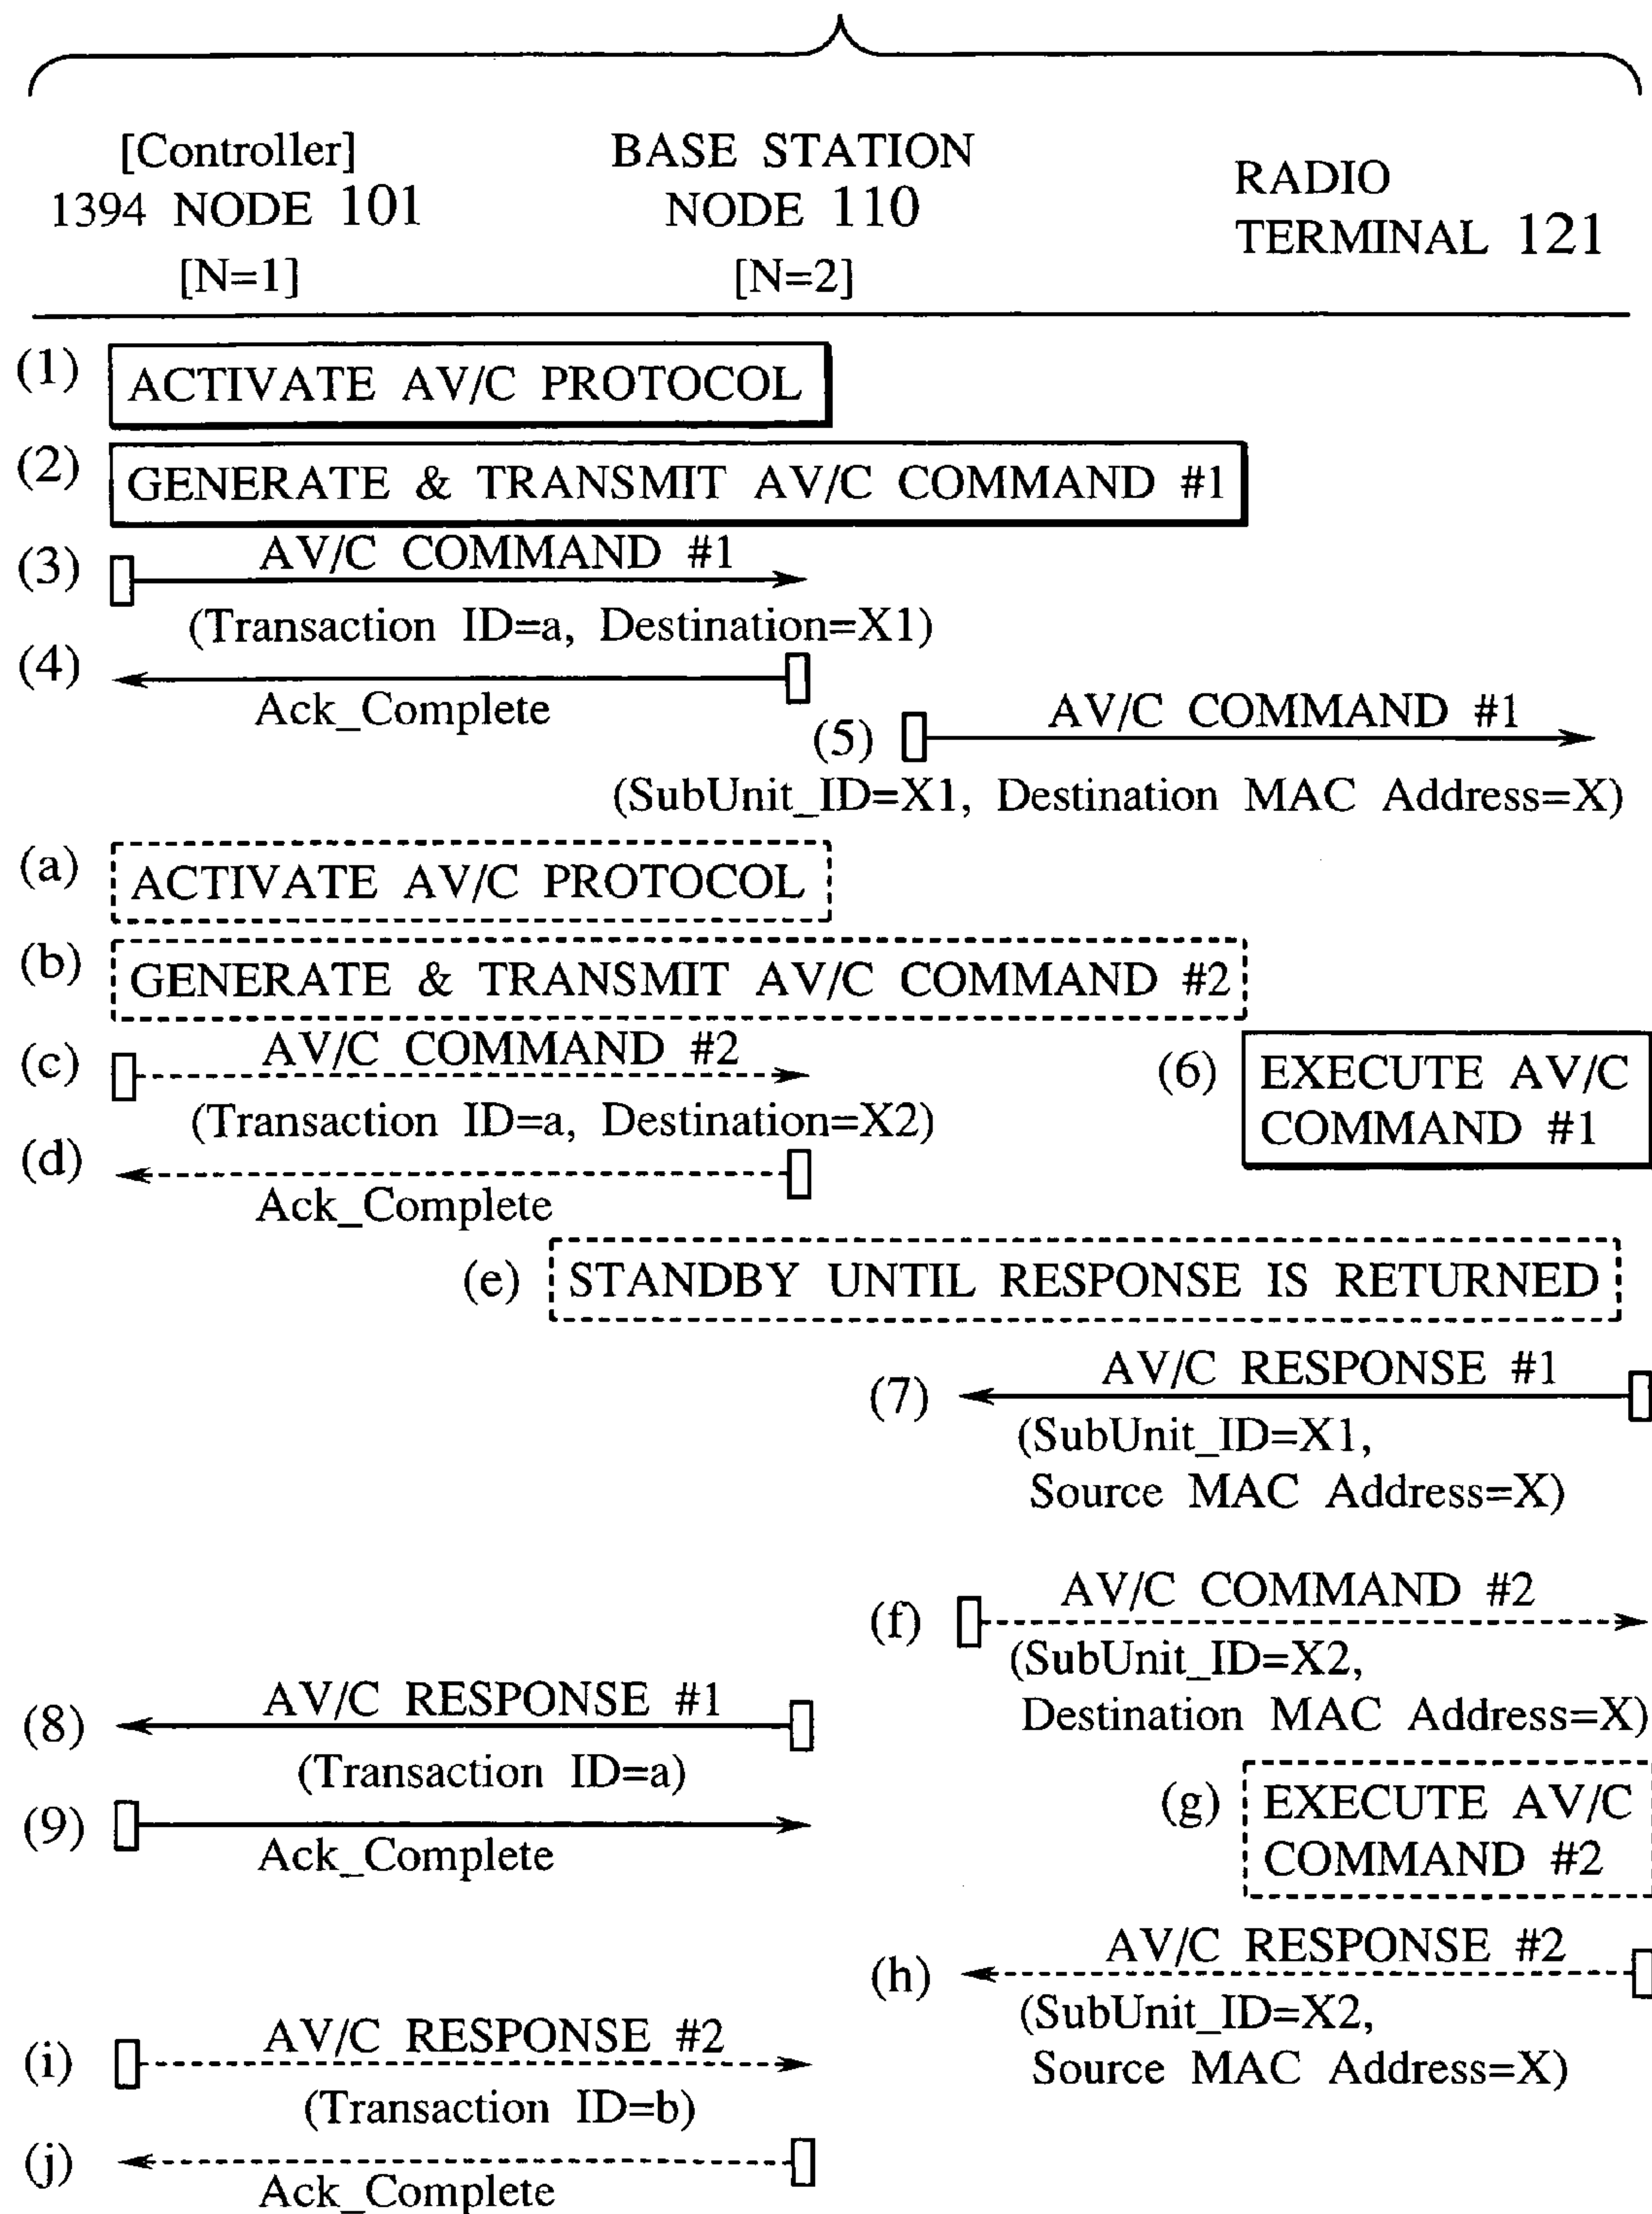 [Controller]
1394 NODE 101
[N=1]
BASE STATION
NODE 110
[N=2]
RADIO
TERMINAL 121
(1) ACTIVATE AV/C PROTOCOL
(2) GENERATE & TRANSMIT AV/C COMMAND #1
(3) AV/C COMMAND #1
(Transaction ID=a, Destination=X1)
(4) Ack_Complete
(5) AV/C COMMAND #1
(SubUnit_ID=X1, Destination MAC Address=X)
(a) ACTIVATE AV/C PROTOCOL
(b) GENERATE & TRANSMIT AV/C COMMAND #2
(c) AV/C COMMAND #2
(Transaction ID=a, Destination=X2)
(6) EXECUTE AV/C
COMMAND #1
(d) Ack_Complete
(e) STANDBY UNTIL RESPONSE IS RETURNED
(7) AV/C RESPONSE #1
(SubUnit_ID=X1,
Source MAC Address=X)
(f) AV/C COMMAND #2
(SubUnit_ID=X2,
Destination MAC Address=X)
(8) AV/C RESPONSE #1
(Transaction ID=a)
(9) Ack_Complete
(g) EXECUTE AV/C
COMMAND #2
(h) AV/C RESPONSE #2
(SubUnit_ID=X2,
Source MAC Address=X)
(i) AV/C RESPONSE #2
(Transaction ID=b)
(j) Ack_Complete